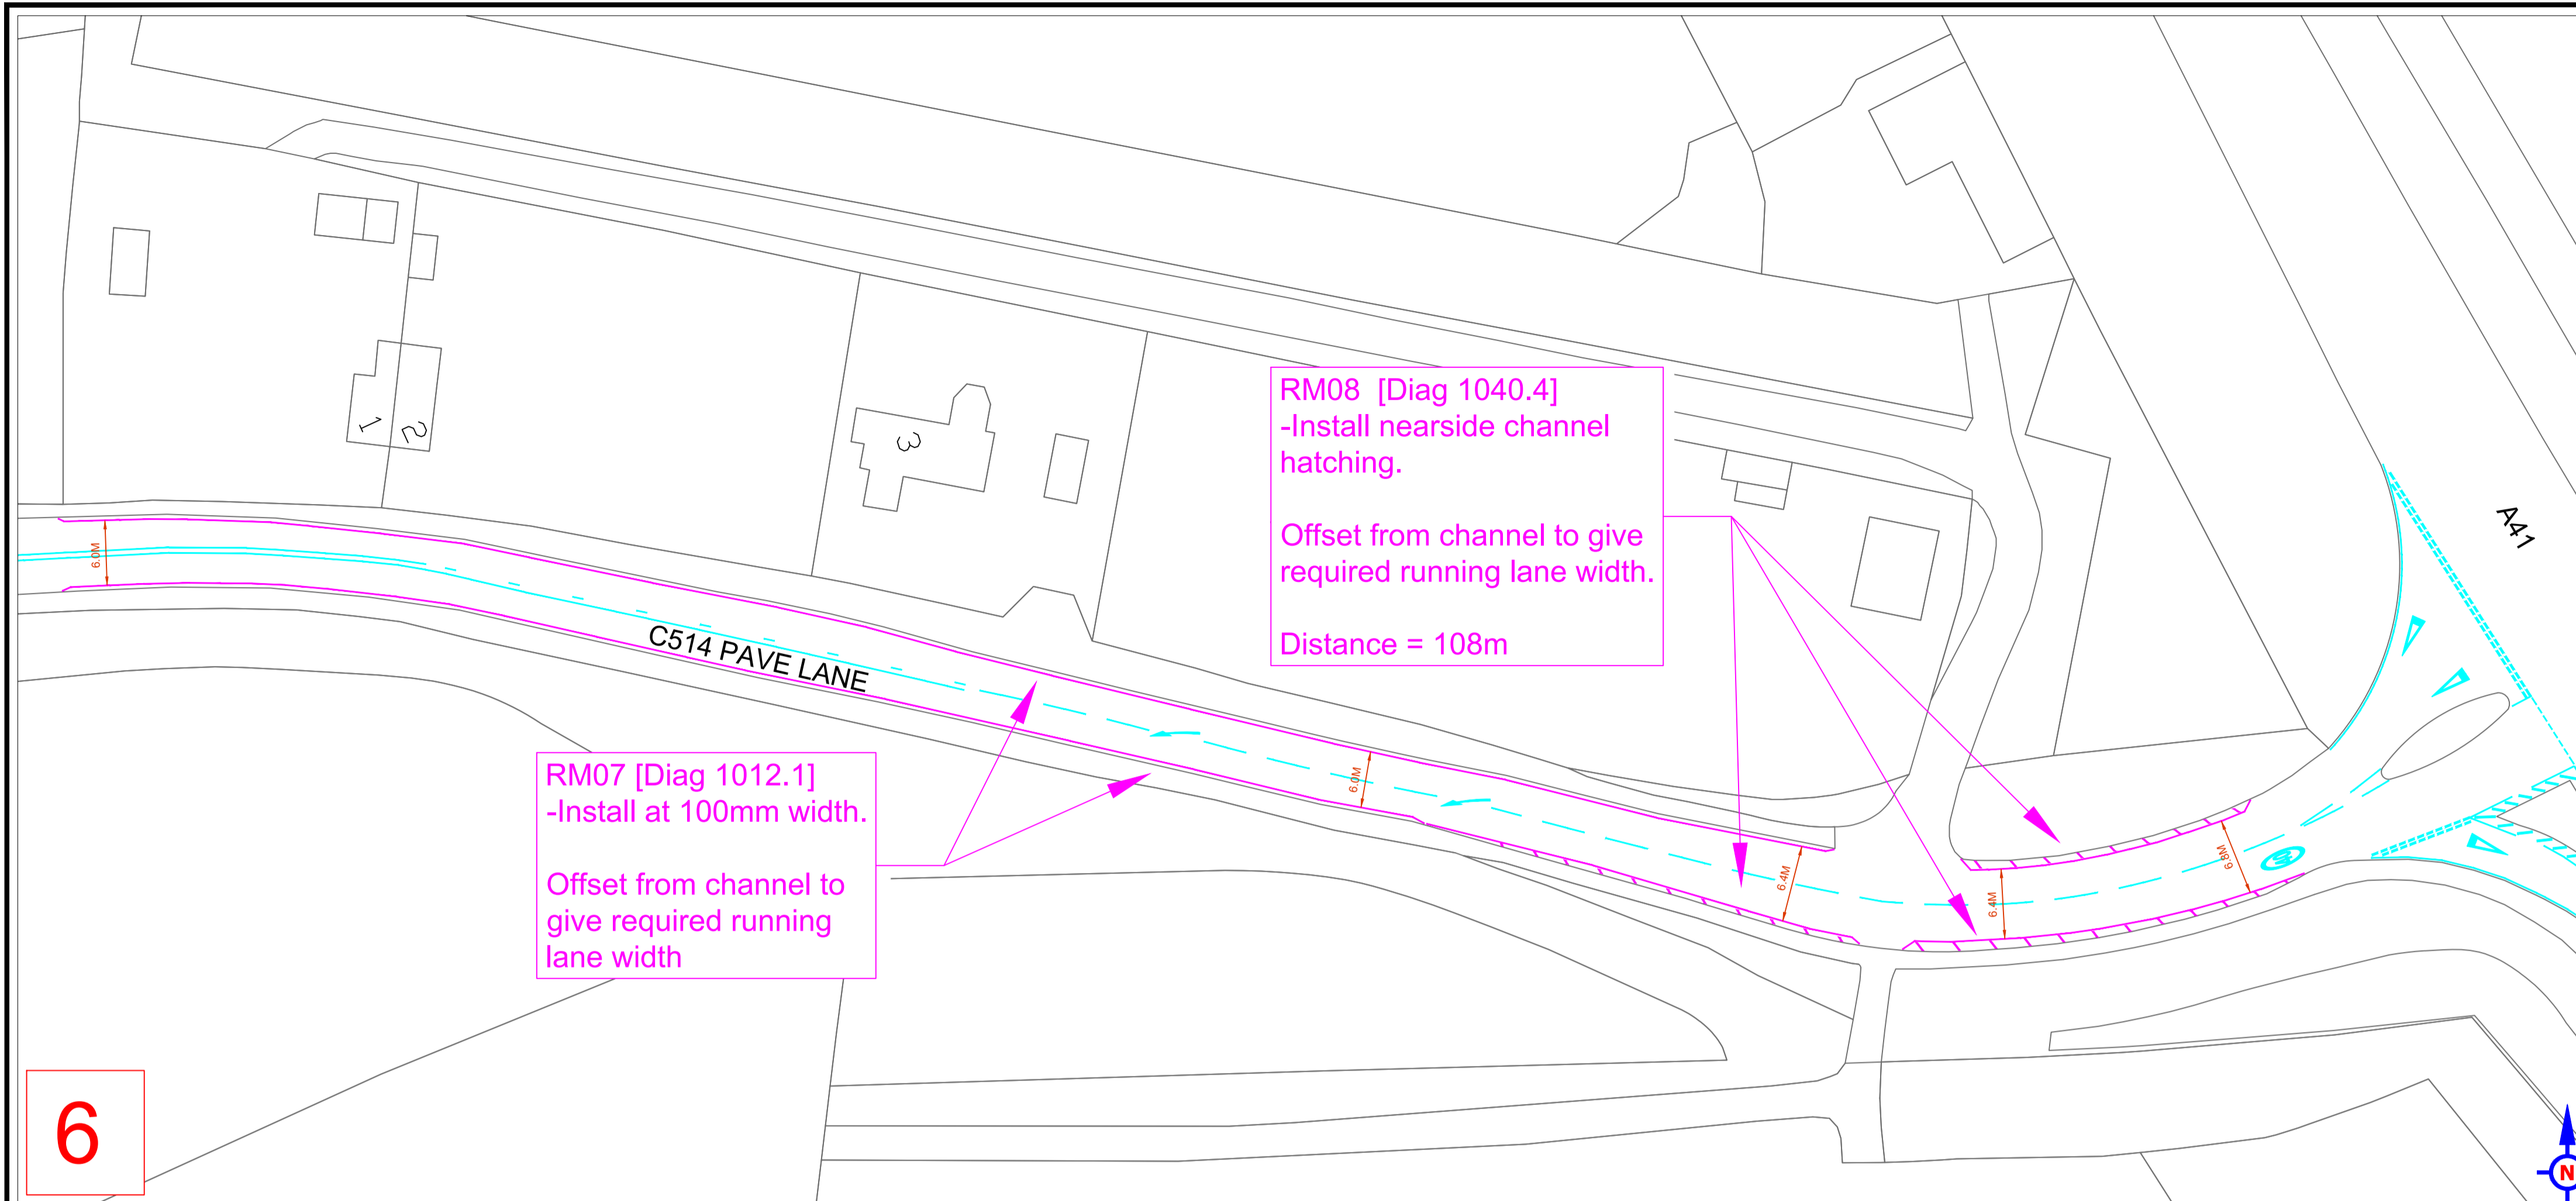 RM08 [Diag 1040.4]
-Install nearside channel
hatching.
Offset from channel to give
required running lane width.
Distance = 108m
1
2
3
A41
6.0M
C514 PAVE LANE
RM07 [Diag 1012.1]
-Install at 100mm width.
Offset from channel to
give required running
lane width
6.0M
6.4M
6.4M
6.8M
6
N